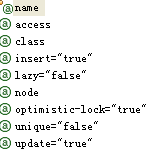 name
access
class
insert="true"
lazy="false"
node
optimistic-lock="true"
unique="false"
update="true"